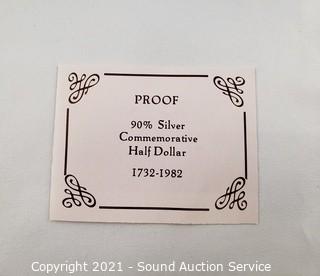 PROOF
90% Silver
Commemorative
Half Dollar
1732-1982
Copyright 2021 - Sound Auction Service